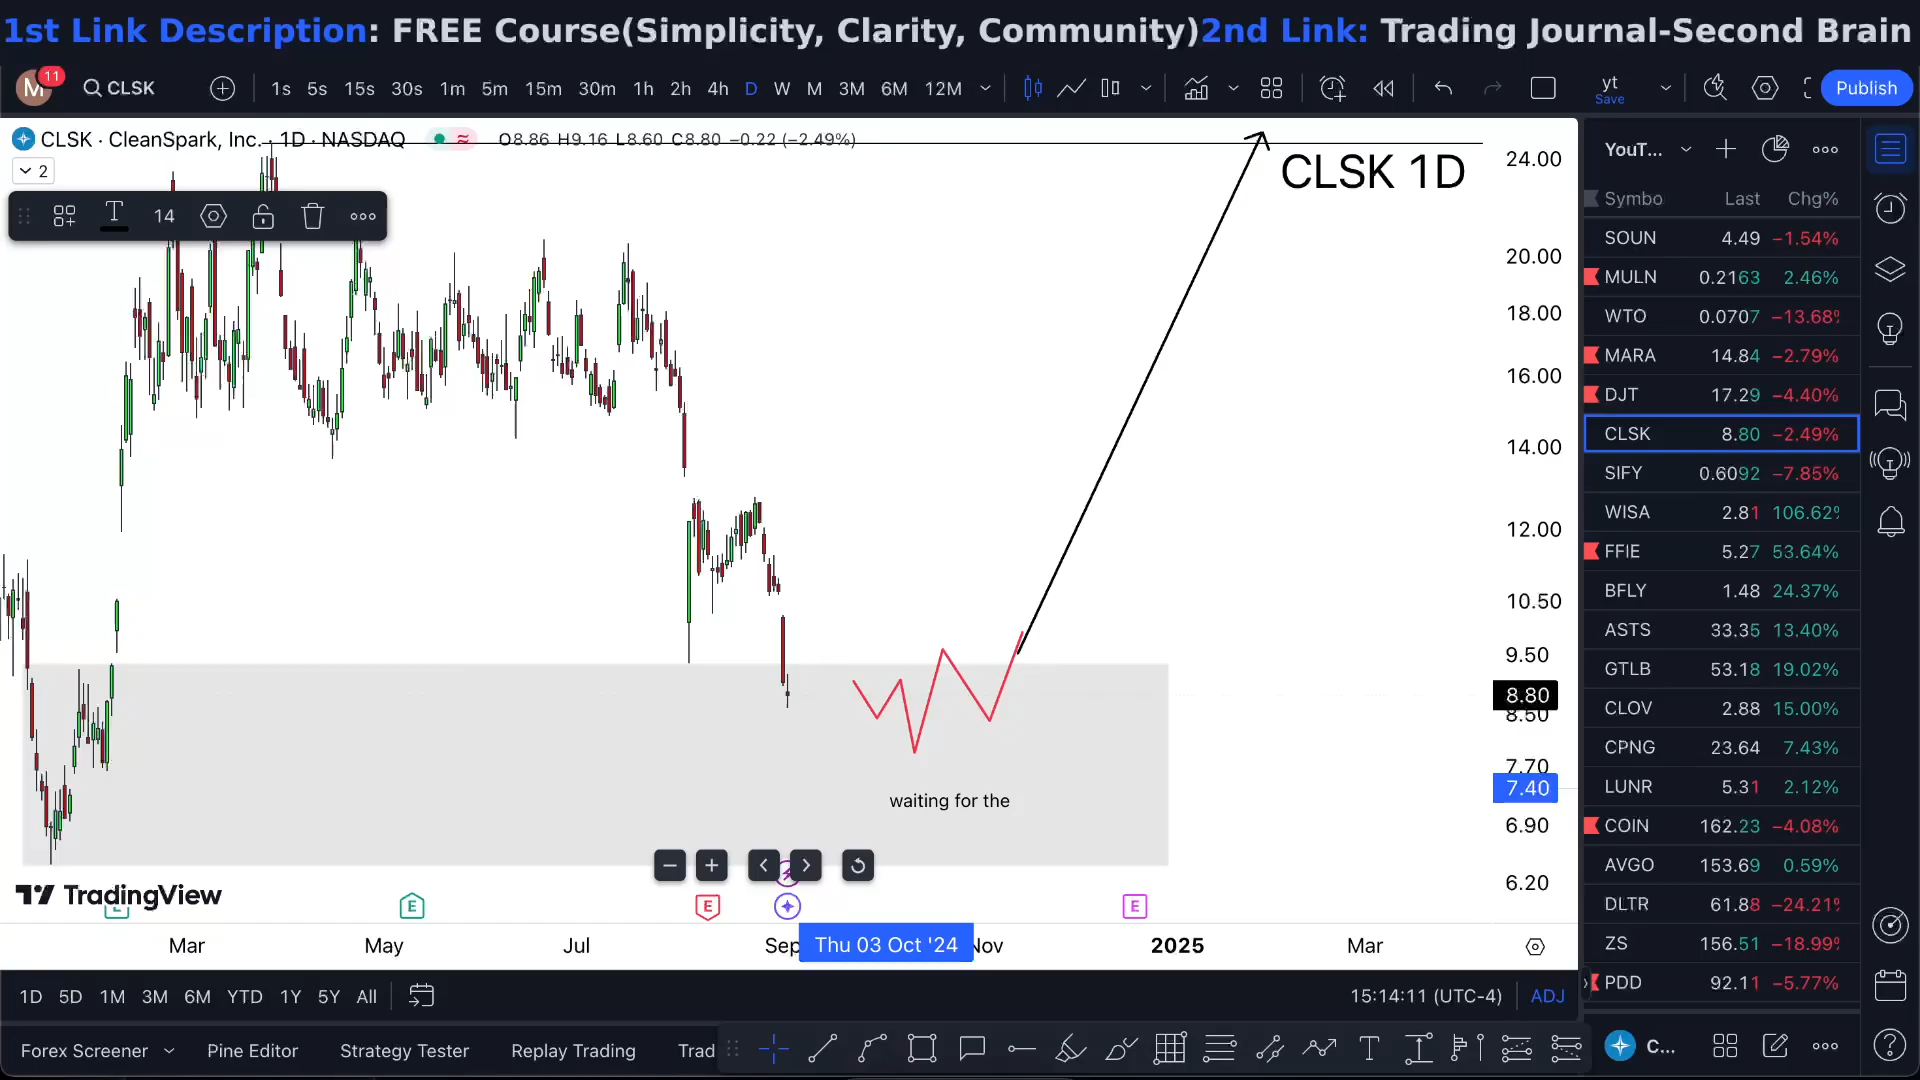 1st Link Description: FREE Course(Simplicity, Clarity, Community)2nd Link: Trading Journal-Second Brain
M 11 CLSK 1s 5s 15s 30s 1m 5m 15m 30m 1h 2h 4h D W M 3M 6M 12M yt Save Publish
CLSK · CleanSpark, Inc. · 1D · NASDAQ O8.86 H9.16 L8.60 C8.80 −0.22 (−2.49%)
2
14
CLSK 1D
24.00
20.00
18.00
16.00
14.00
12.00
10.50
9.50
8.80
8.50
7.70
7.40
6.90
6.20
waiting for the
TradingView
E E E E
Mar May Jul Sep Thu 03 Oct '24 Nov 2025 Mar
1D 5D 1M 3M 6M YTD 1Y 5Y All 15:14:11 (UTC-4) ADJ
Forex Screener Pine Editor Strategy Tester Replay Trading Trad
YouT...
Symbo Last Chg%
SOUN 4.49 −1.54%
MULN 0.2163 2.46%
WTO 0.0707 −13.68%
MARA 14.84 −2.79%
DJT 17.29 −4.40%
CLSK 8.80 −2.49%
SIFY 0.6092 −7.85%
WISA 2.81 106.62%
FFIE 5.27 53.64%
BFLY 1.48 24.37%
ASTS 33.35 13.40%
GTLB 53.18 19.02%
CLOV 2.88 15.00%
CPNG 23.64 7.43%
LUNR 5.31 2.12%
COIN 162.23 −4.08%
AVGO 153.69 0.59%
DLTR 61.88 −24.21%
ZS 156.51 −18.99%
PDD 92.11 −5.77%
C...